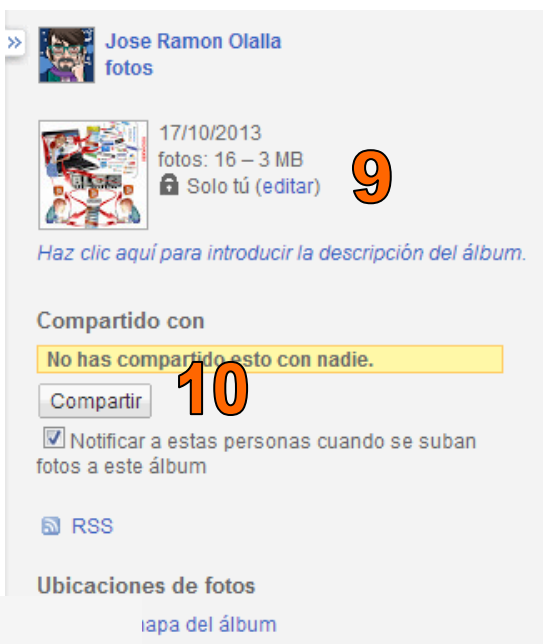 »
Jose Ramon Olalla
fotos
17/10/2013
fotos: 16 – 3 MB
Solo tú (editar)
9
Haz clic aquí para introducir la descripción del álbum.
Compartido con
No has compartido esto con nadie.
10
Compartir
Notificar a estas personas cuando se suban
fotos a este álbum
RSS
Ubicaciones de fotos
del álbum